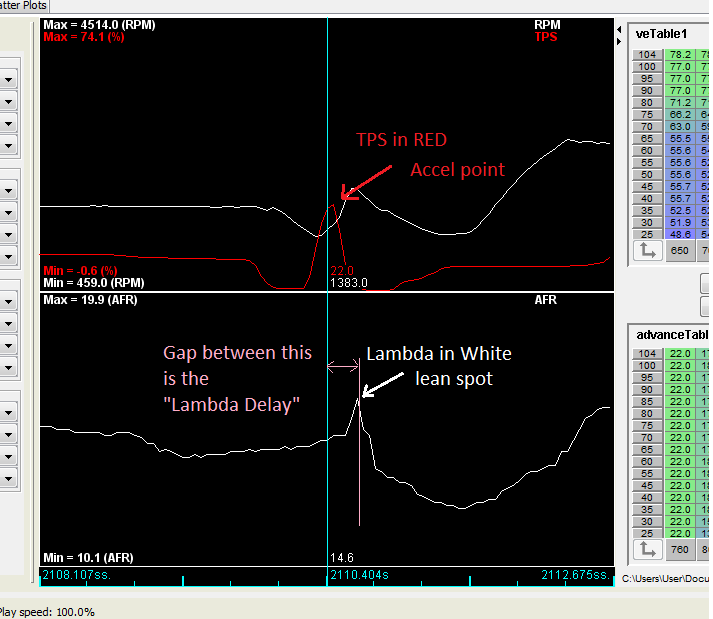 atter Plots
Max = 4514.0 (RPM)
RPM
Max = 74.1 (%)
TPS
TPS in RED
Accel point
Min = -0.6 (%)
22.0
Min = 459.0 (RPM)
1383.0
Max = 19.9 (AFR)
AFR
Gap between this
is the
"Lambda Delay"
Lambda in White
lean spot
Min = 10.1 (AFR)
14.6
2108.107ss.
2110.404s
2112.675ss.
Play speed: 100.0%
veTable1
104 78.2
100 77.0
95 77.0
90 77.0
80 71.2
75 66.2
70 63.0
65 55.5
60 55.6
55 55.6
50 55.6
45 55.7
40 55.7
35 52.5
30 51.9
25 48.6
650
advanceTabl
104 22.0
100 22.0
95 22.0
90 22.0
85 22.0
80 22.0
75 22.0
70 22.0
65 22.0
60 22.0
55 22.0
45 22.0
40 22.0
35 22.0
30 22.0
25 22.0
760
C:\Users\User\Docu